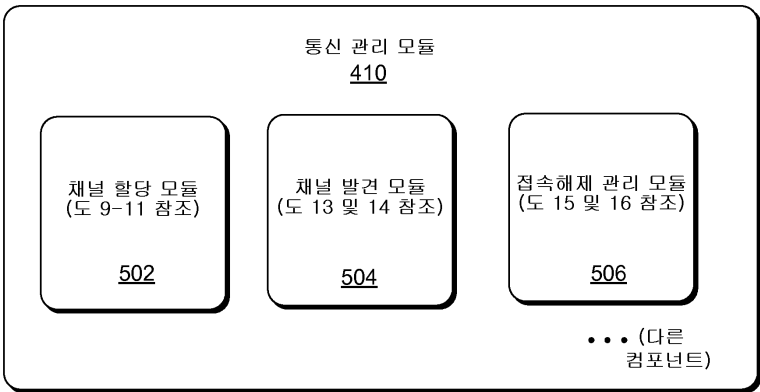 통신 관리 모듈
410
채널 할당 모듈
(도 9-11 참조)
502
채널 발견 모듈
(도 13 및 14 참조)
504
접속해제 관리 모듈
(도 15 및 16 참조)
506
• • • (다른
컴포넌트)